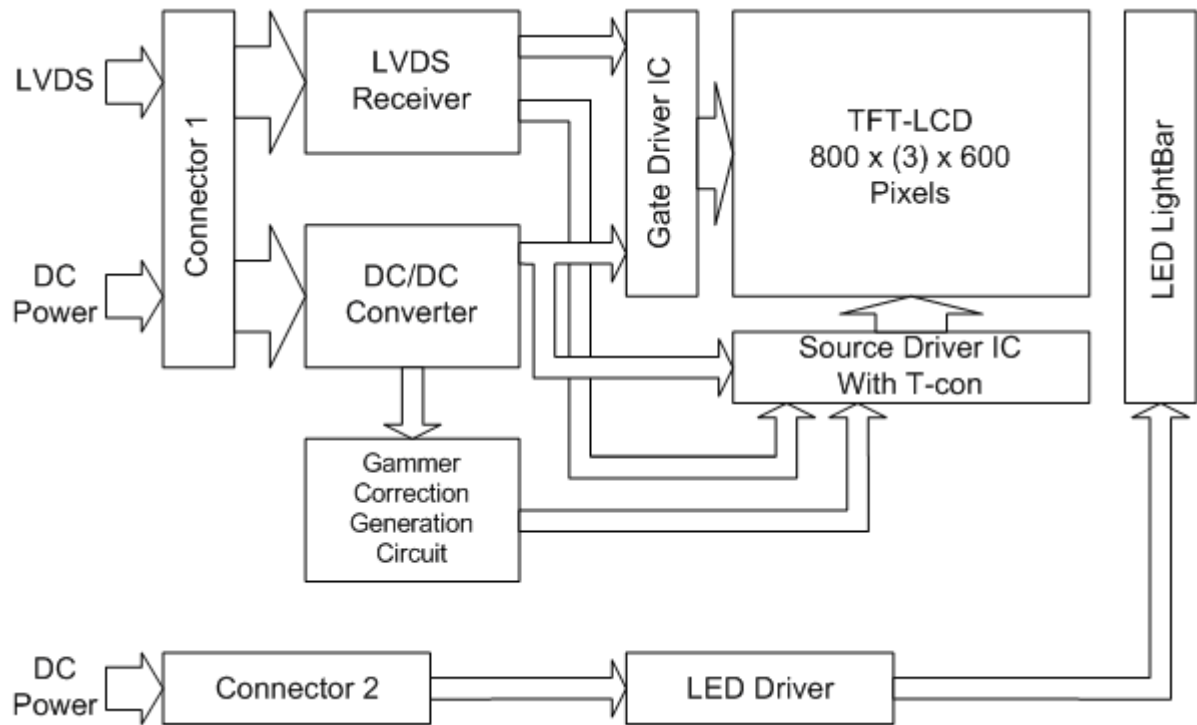 LVDS
Connector 1
LVDS
Receiver
Gate Driver IC
TFT-LCD
800 x (3) x 600
Pixels
LED LightBar
DC
Power
DC/DC
Converter
Source Driver IC
With T-con
Gammer
Correction
Generation
Circuit
DC
Power
Connector 2
LED Driver